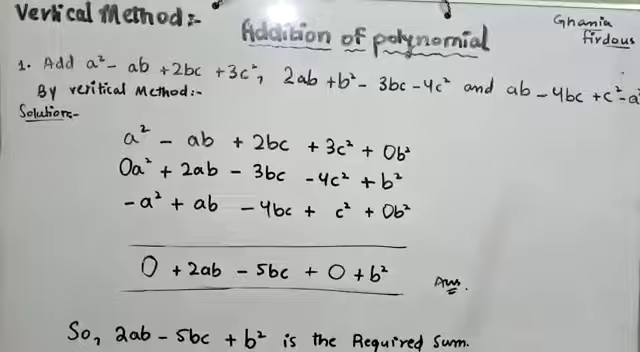 Vertical Method:-
Addition of polynomial
Ghania
firdous
1. Add a² - ab + 2bc + 3c², 2ab + b² - 3bc - 4c² and ab - 4bc + c² - a²
By veritical Method:-
Solution:-
a² - ab + 2bc + 3c² + 0b²
0a² + 2ab - 3bc - 4c² + b²
-a² + ab - 4bc + c² + 0b²
0 + 2ab - 5bc + 0 + b² Ans.
So, 2ab - 5bc + b² is the Required Sum.